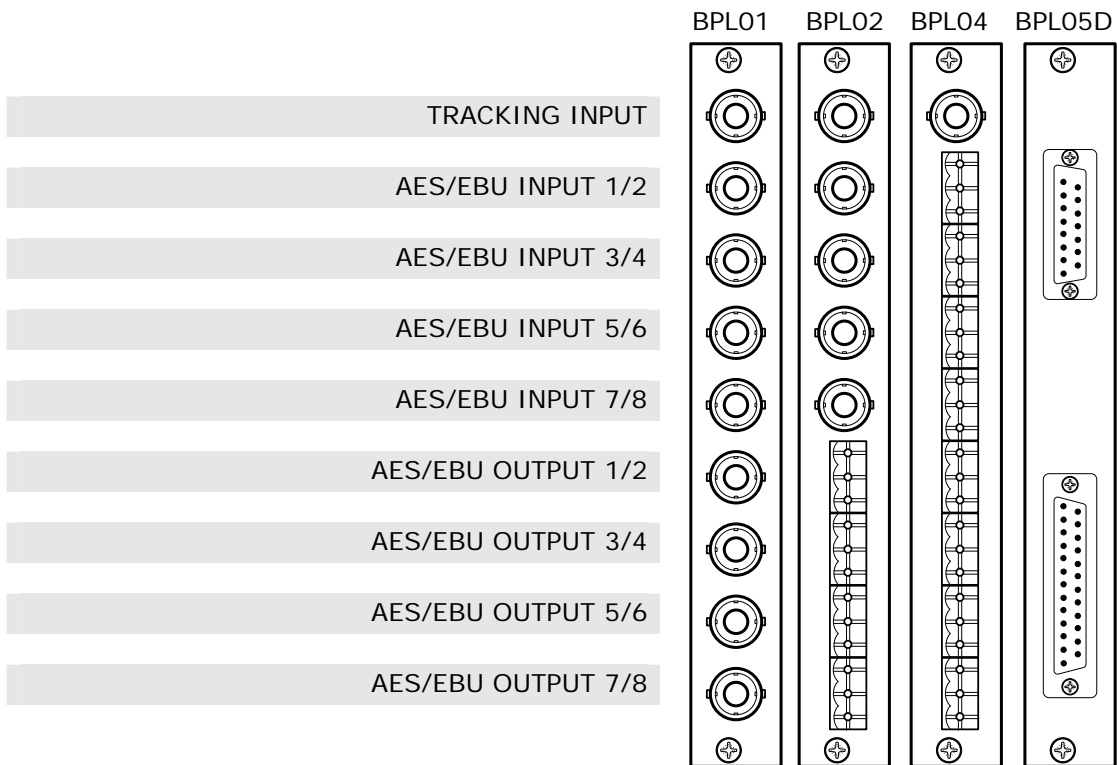 BPL01 BPL02 BPL04 BPL05D
TRACKING INPUT
AES/EBU INPUT 1/2
AES/EBU INPUT 3/4
AES/EBU INPUT 5/6
AES/EBU INPUT 7/8
AES/EBU OUTPUT 1/2
AES/EBU OUTPUT 3/4
AES/EBU OUTPUT 5/6
AES/EBU OUTPUT 7/8